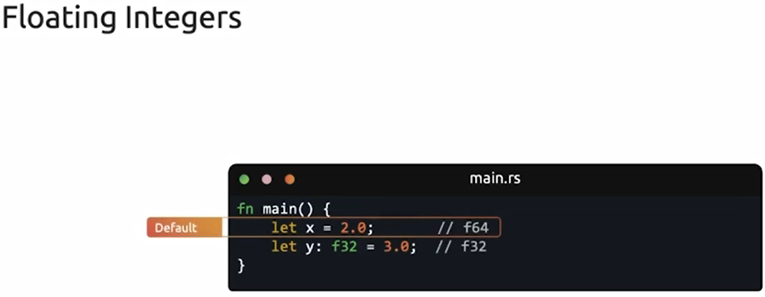 Floating Integers
main.rs
fn main() {
Default
    let x = 2.0;        // f64
    let y: f32 = 3.0;  // f32
}